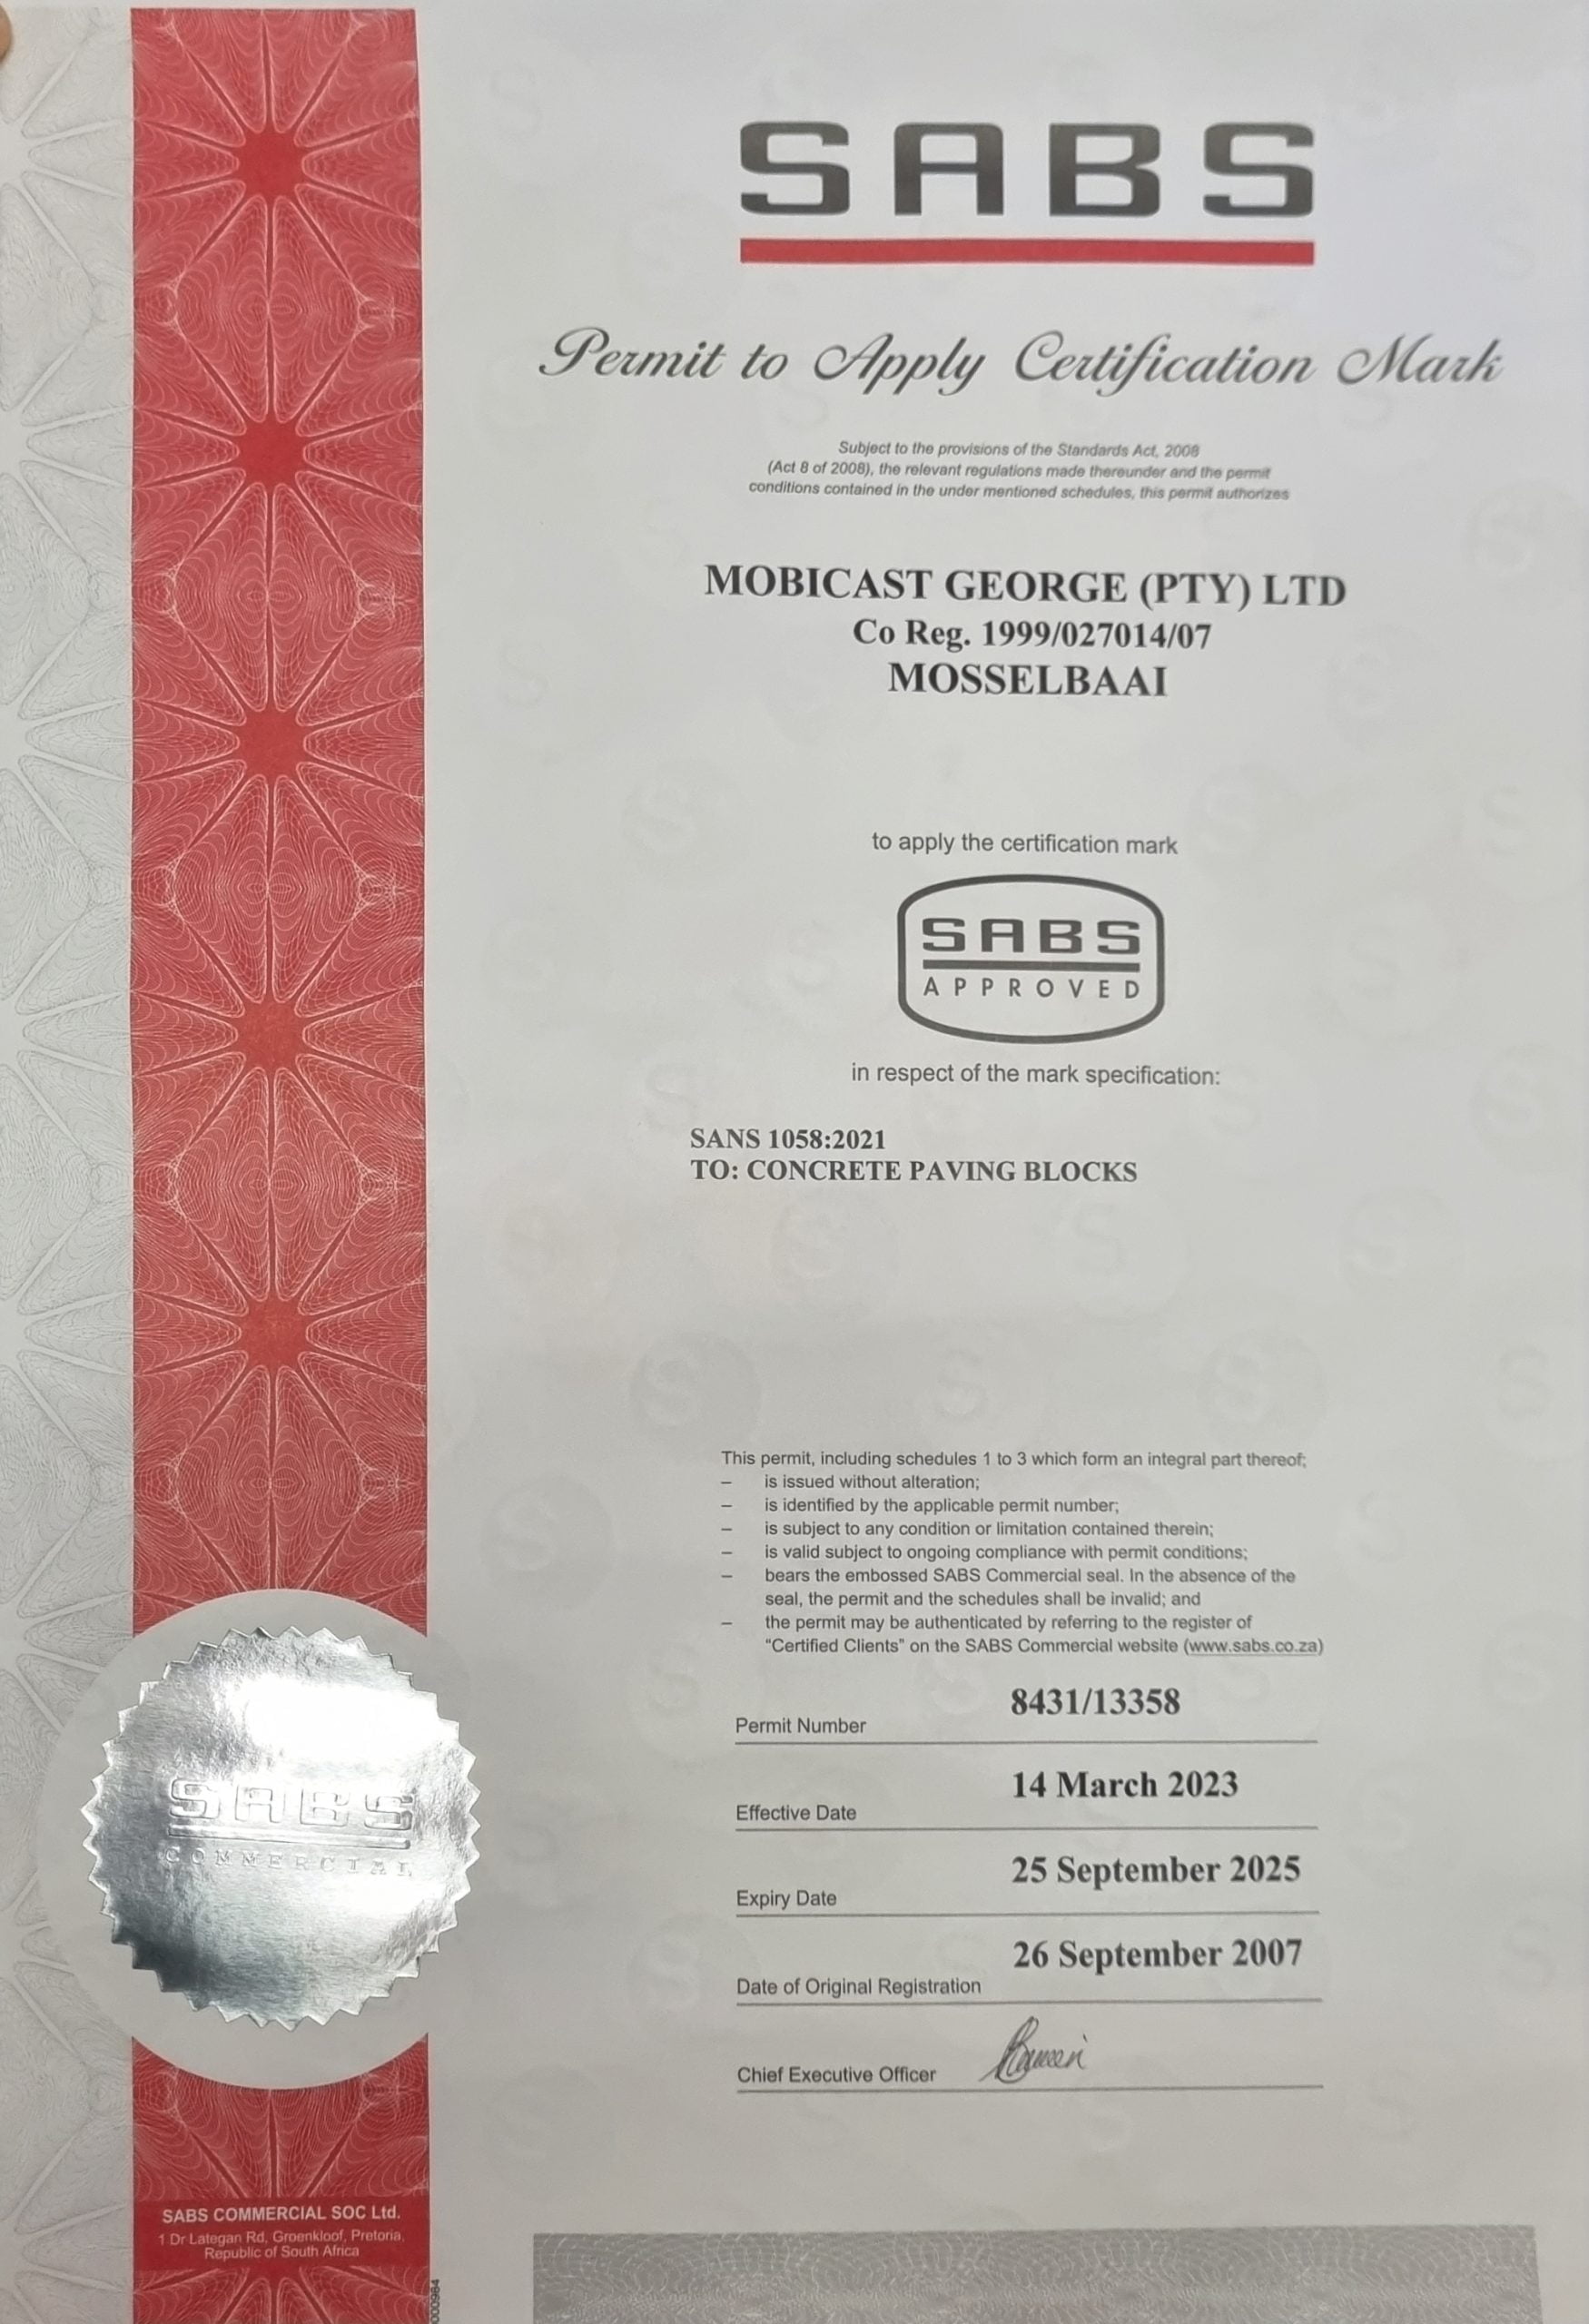 SABS
Permit to Apply Certification Mark
Subject to the provisions of the Standards Act, 2008
(Act 8 of 2008), the relevant regulations made thereunder and the permit
conditions contained in the under mentioned schedules, this permit authorizes
MOBICAST GEORGE (PTY) LTD
Co Reg. 1999/027014/07
MOSSELBAAI
to apply the certification mark
SABS
APPROVED
in respect of the mark specification:
SANS 1058:2021
TO: CONCRETE PAVING BLOCKS
This permit, including schedules 1 to 3 which form an integral part thereof;
– is issued without alteration;
– is identified by the applicable permit number;
– is subject to any condition or limitation contained therein;
– is valid subject to ongoing compliance with permit conditions;
– bears the embossed SABS Commercial seal. In the absence of the
seal, the permit and the schedules shall be invalid; and
– the permit may be authenticated by referring to the register of
“Certified Clients” on the SABS Commercial website (www.sabs.co.za)
Permit Number 8431/13358
Effective Date 14 March 2023
Expiry Date 25 September 2025
Date of Original Registration 26 September 2007
Chief Executive Officer
SABS
COMMERCIAL
SABS COMMERCIAL SOC Ltd.
1 Dr Lategan Rd, Groenkloof, Pretoria,
Republic of South Africa